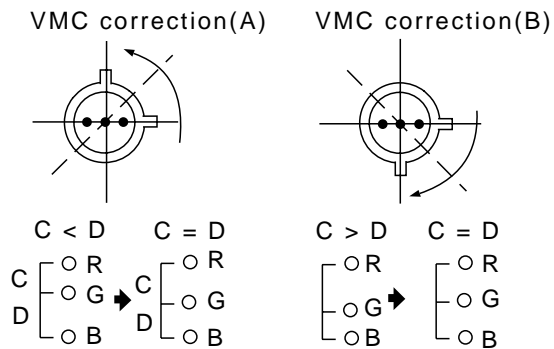 VMC correction(A) VMC correction(B)
C < D C = D C > D C = D
R R R R
C G C G G G
D B D B B B